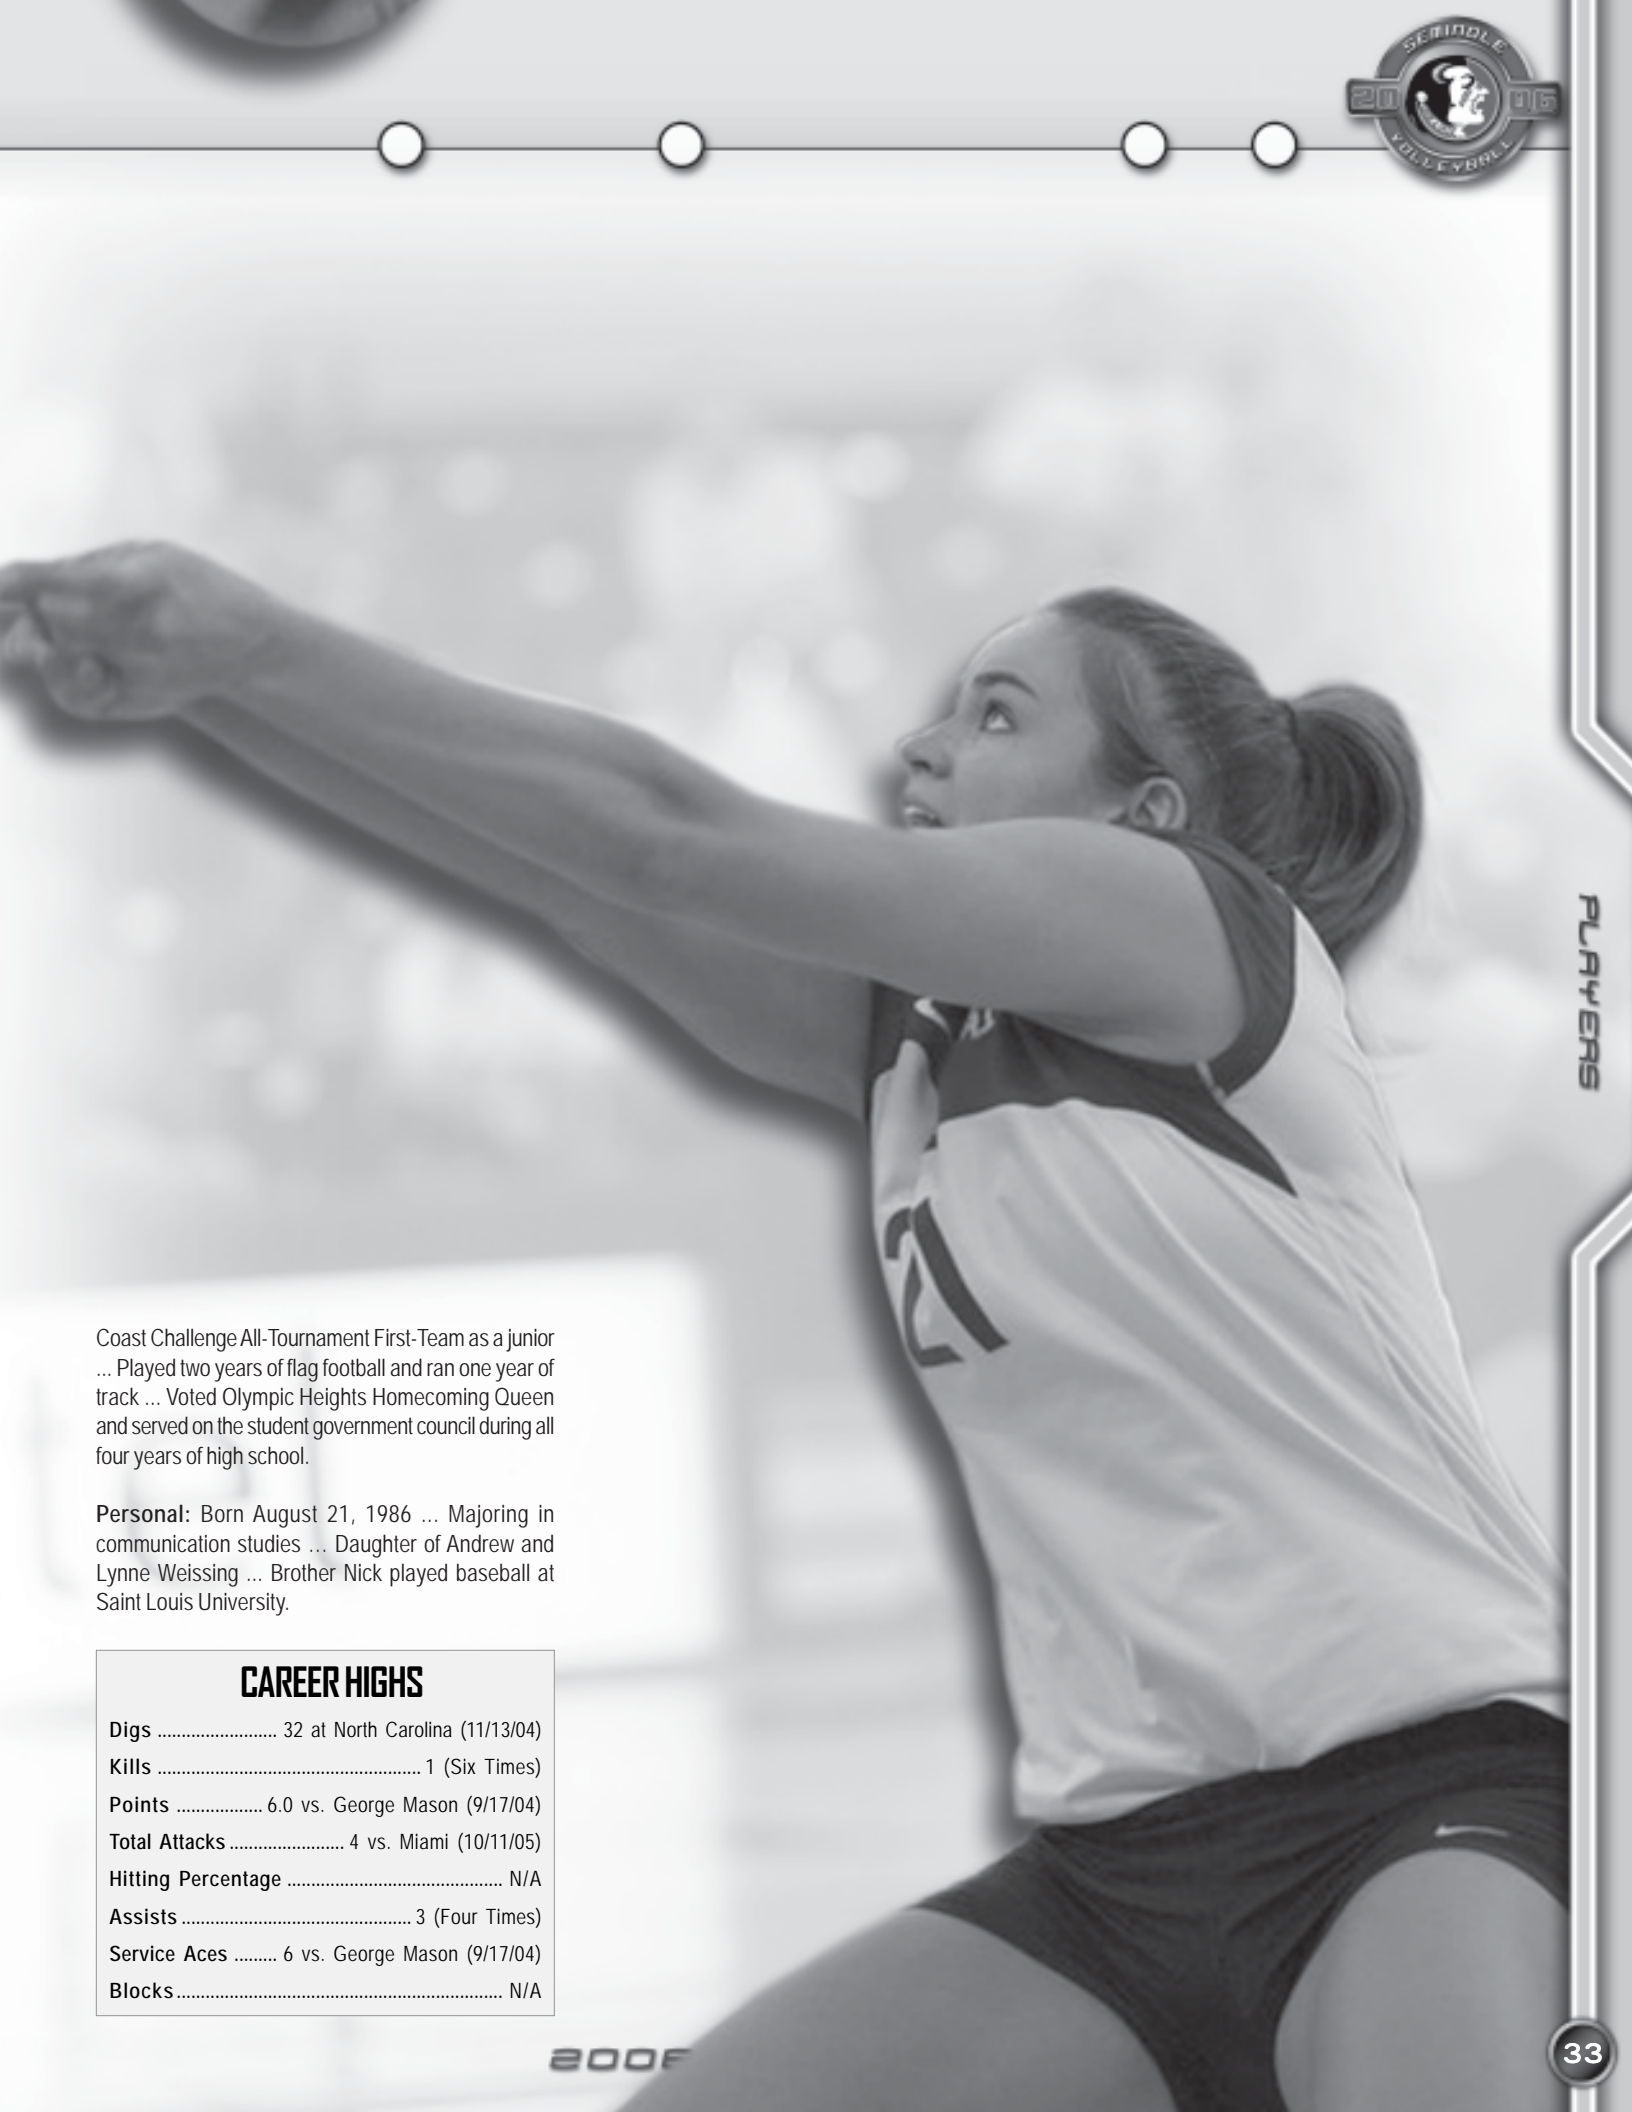 SEMINOLE
2006
VOLLEYBALL
PLAYERS
21
Coast Challenge All-Tournament First-Team as a junior
... Played two years of flag football and ran one year of
track ... Voted Olympic Heights Homecoming Queen
and served on the student government council during all
four years of high school.
Personal: Born August 21, 1986 ... Majoring in
communication studies ... Daughter of Andrew and
Lynne Weissing ... Brother Nick played baseball at
Saint Louis University.
CAREER HIGHS
Digs ......................... 32 at North Carolina (11/13/04)
Kills ....................................................... 1 (Six Times)
Points .................. 6.0 vs. George Mason (9/17/04)
Total Attacks ........................ 4 vs. Miami (10/11/05)
Hitting Percentage ............................................. N/A
Assists ................................................ 3 (Four Times)
Service Aces ......... 6 vs. George Mason (9/17/04)
Blocks .................................................................... N/A
2006
33